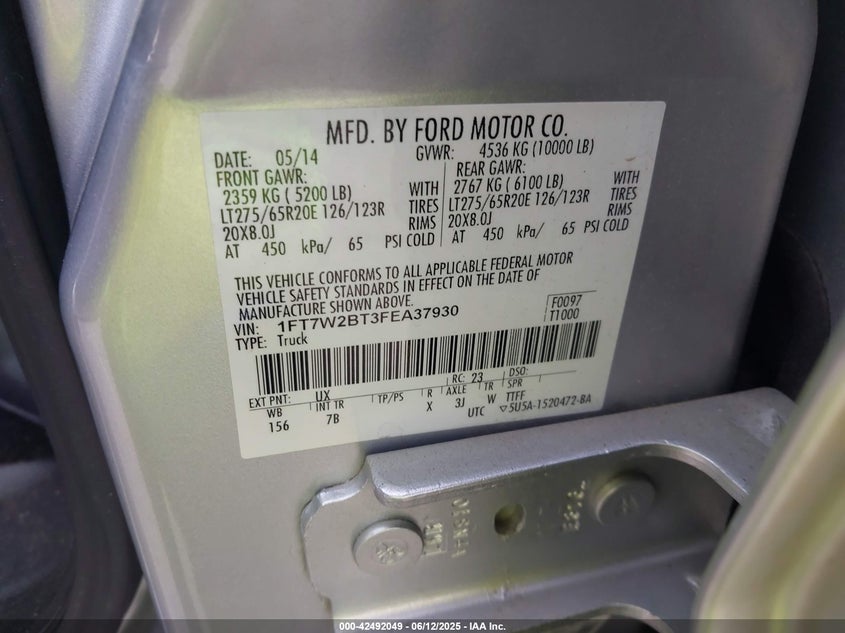 MFD. BY FORD MOTOR CO.
DATE: 05/14 GVWR: 4536 KG (10000 LB)
FRONT GAWR: REAR GAWR:
2359 KG ( 5200 LB) WITH 2767 KG ( 6100 LB) WITH
LT275/65R20E 126/123R TIRES LT275/65R20E 126/123R TIRES
20X8.0J RIMS 20X8.0J RIMS
AT 450 kPa/ 65 PSI COLD AT 450 kPa/ 65 PSI COLD
THIS VEHICLE CONFORMS TO ALL APPLICABLE FEDERAL MOTOR
VEHICLE SAFETY STANDARDS IN EFFECT ON THE DATE OF
MANUFACTURE SHOWN ABOVE.
VIN: 1FT7W2BT3FEA37930 F0097
TYPE: Truck T1000
EXT PNT: UX RC: 23 DSO:
WB INT TR TP/PS R AXLE TR SPR
156 7B X 3J W TTFF
UTC ▽5U5A-1520472-BA
000-42492049 - 06/12/2025 - IAA Inc.